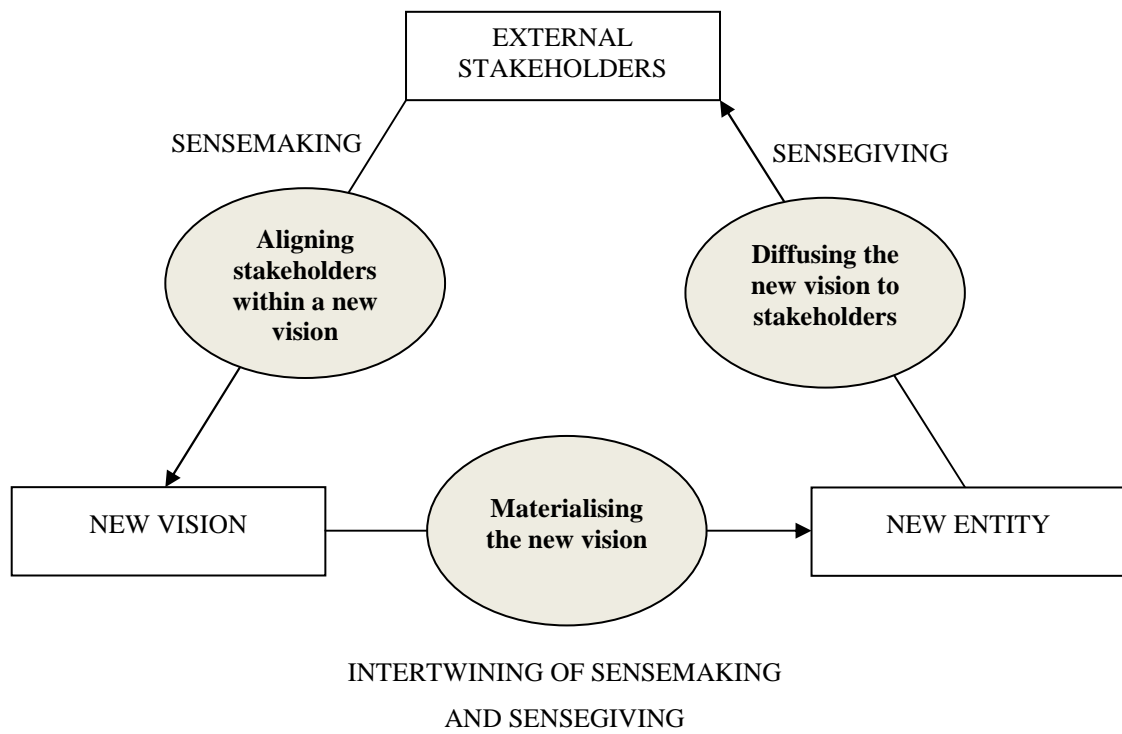 EXTERNAL
STAKEHOLDERS
SENSEMAKING
SENSEGIVING
Aligning
stakeholders
within a new
vision
Diffusing the
new vision to
stakeholders
NEW VISION
Materialising
the new vision
NEW ENTITY
INTERTWINING OF SENSEMAKING
AND SENSEGIVING